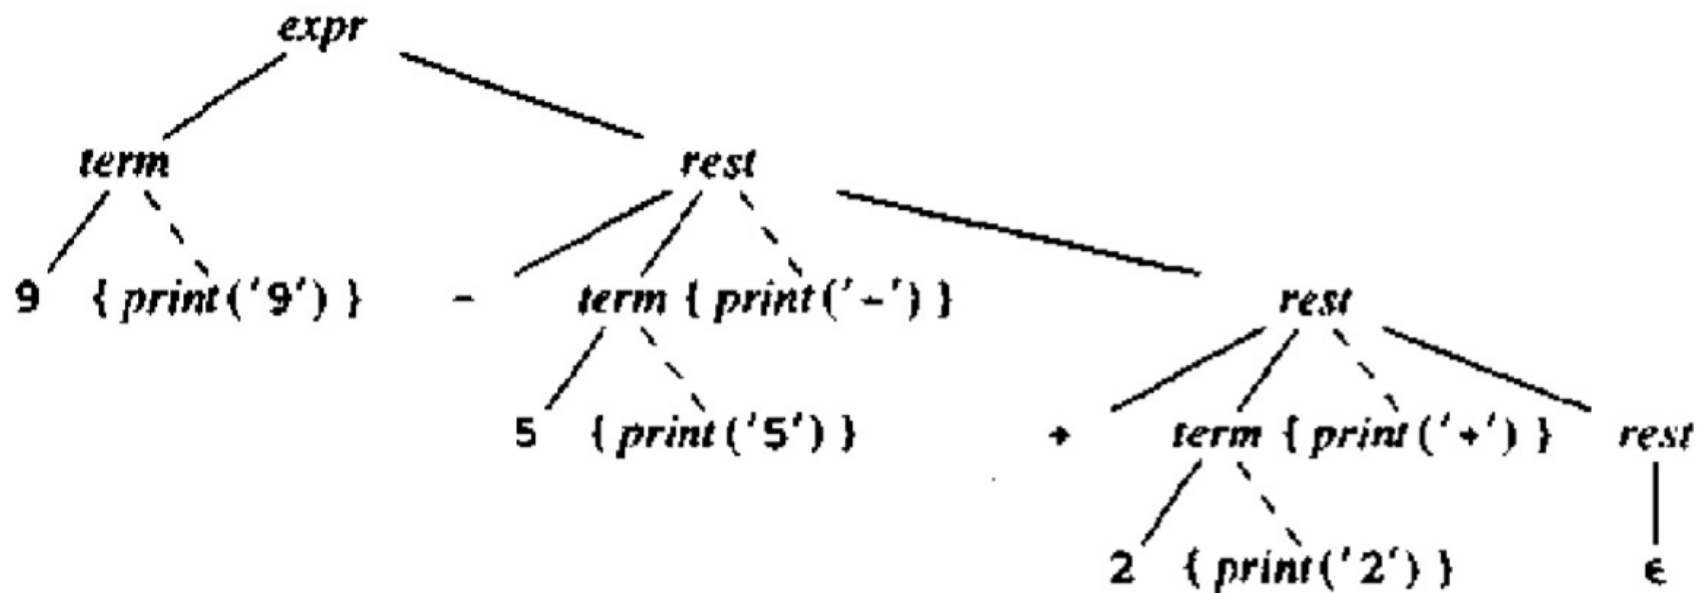 expr
term rest
9 { print('9') } - term { print('-') } rest
5 { print('5') } + term { print('+') } rest
2 { print('2') } ϵ